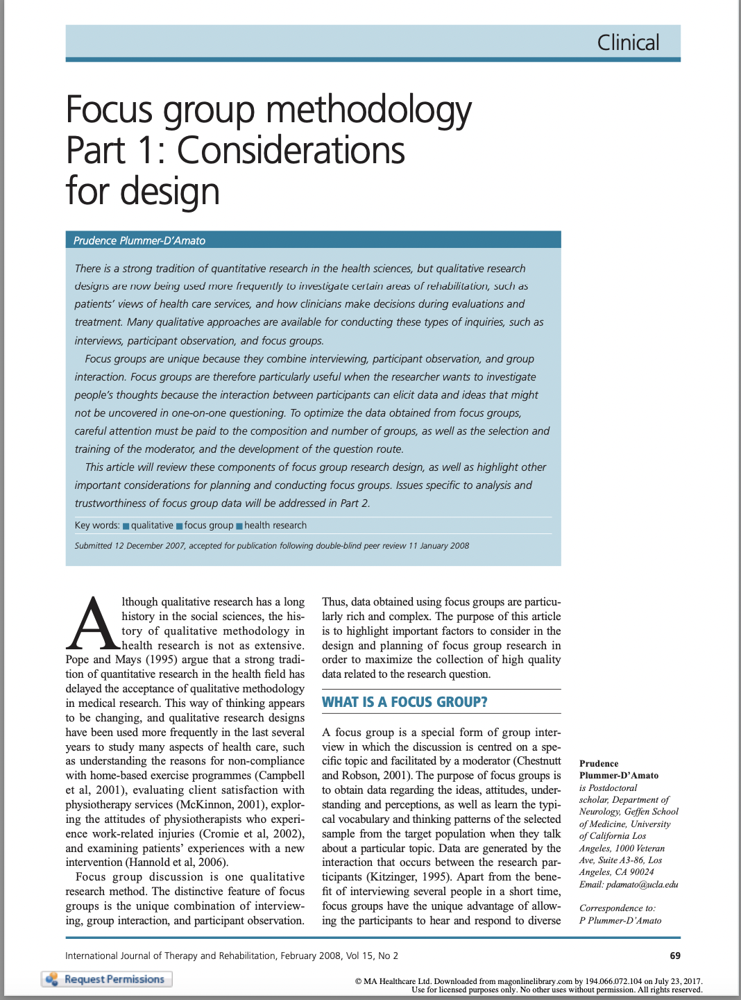 Clinical
Focus group methodology
Part 1: Considerations
for design
Prudence Plummer-D’Amato
There is a strong tradition of quantitative research in the health sciences, but qualitative research
designs are now being used more frequently to investigate certain areas of rehabilitation, such as
patients’ views of health care services, and how clinicians make decisions during evaluations and
treatment. Many qualitative approaches are available for conducting these types of inquiries, such as
interviews, participant observation, and focus groups.
Focus groups are unique because they combine interviewing, participant observation, and group
interaction. Focus groups are therefore particularly useful when the researcher wants to investigate
people’s thoughts because the interaction between participants can elicit data and ideas that might
not be uncovered in one-on-one questioning. To optimize the data obtained from focus groups,
careful attention must be paid to the composition and number of groups, as well as the selection and
training of the moderator, and the development of the question route.
This article will review these components of focus group research design, as well as highlight other
important considerations for planning and conducting focus groups. Issues specific to analysis and
trustworthiness of focus group data will be addressed in Part 2.
Key words: ■ qualitative ■ focus group ■ health research
Submitted 12 December 2007, accepted for publication following double-blind peer review 11 January 2008
Although qualitative research has a long
history in the social sciences, the his-
tory of qualitative methodology in
health research is not as extensive.
Pope and Mays (1995) argue that a strong tradi-
tion of quantitative research in the health field has
delayed the acceptance of qualitative methodology
in medical research. This way of thinking appears
to be changing, and qualitative research designs
have been used more frequently in the last several
years to study many aspects of health care, such
as understanding the reasons for non-compliance
with home-based exercise programmes (Campbell
et al, 2001), evaluating client satisfaction with
physiotherapy services (McKinnon, 2001), explor-
ing the attitudes of physiotherapists who experi-
ence work-related injuries (Cromie et al, 2002),
and examining patients’ experiences with a new
intervention (Hannold et al, 2006).
Focus group discussion is one qualitative
research method. The distinctive feature of focus
groups is the unique combination of interview-
ing, group interaction, and participant observation.
Thus, data obtained using focus groups are particu-
larly rich and complex. The purpose of this article
is to highlight important factors to consider in the
design and planning of focus group research in
order to maximize the collection of high quality
data related to the research question.
WHAT IS A FOCUS GROUP?
A focus group is a special form of group inter-
view in which the discussion is centred on a spe-
cific topic and facilitated by a moderator (Chestnutt
and Robson, 2001). The purpose of focus groups is
to obtain data regarding the ideas, attitudes, under-
standing and perceptions, as well as learn the typi-
cal vocabulary and thinking patterns of the selected
sample from the target population when they talk
about a particular topic. Data are generated by the
interaction that occurs between the research par-
ticipants (Kitzinger, 1995). Apart from the bene-
fit of interviewing several people in a short time,
focus groups have the unique advantage of allow-
ing the participants to hear and respond to diverse
Prudence
Plummer-D’Amato
is Postdoctoral
scholar, Department of
Neurology, Geffen School
of Medicine, University
of California Los
Angeles, 1000 Veteran
Ave, Suite A3-86, Los
Angeles, CA 90024
Email: pdamato@ucla.edu
Correspondence to:
P Plummer-D’Amato
International Journal of Therapy and Rehabilitation, February 2008, Vol 15, No 2
69
Request Permissions
© MA Healthcare Ltd. Downloaded from magonlinelibrary.com by 194.066.072.104 on July 23, 2017.
Use for licensed purposes only. No other uses without permission. All rights reserved.